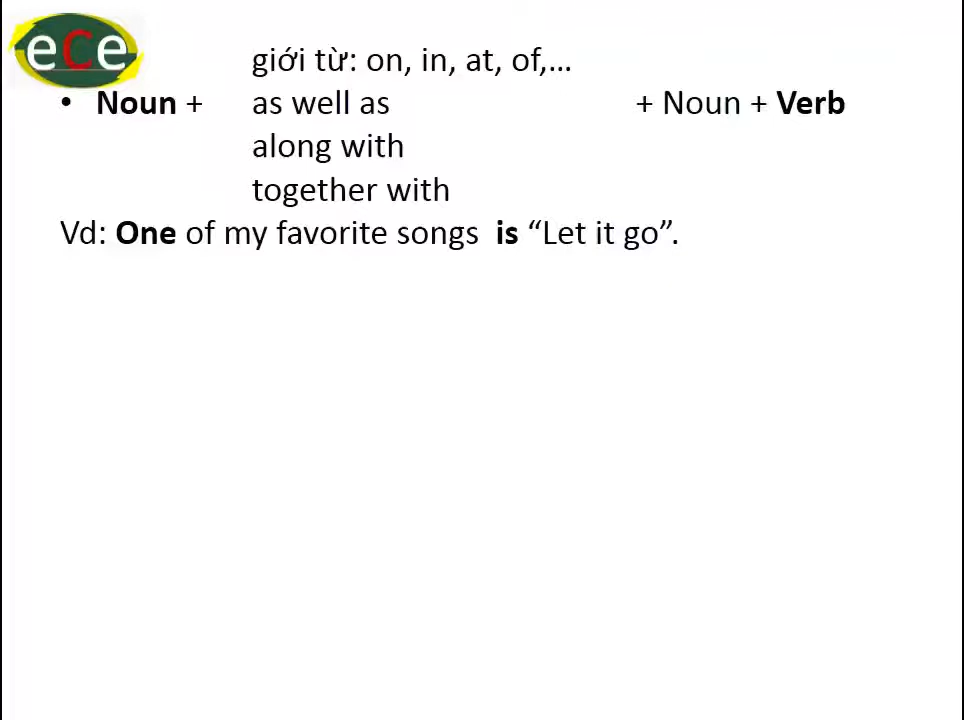 ece
giới từ: on, in, at, of,…
• Noun + as well as + Noun + Verb
along with
together with
Vd: One of my favorite songs is “Let it go”.